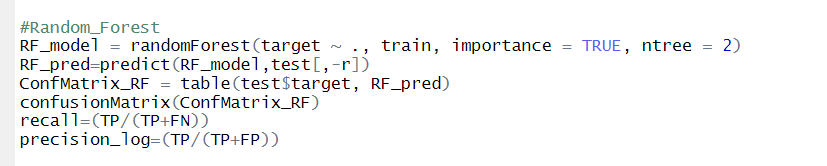 #Random_Forest
RF_model = randomForest(target ~ ., train, importance = TRUE, ntree = 2)
RF_pred=predict(RF_model,test[,-r])
ConfMatrix_RF = table(test$target, RF_pred)
confusionMatrix(ConfMatrix_RF)
recall=(TP/(TP+FN))
precision_log=(TP/(TP+FP))